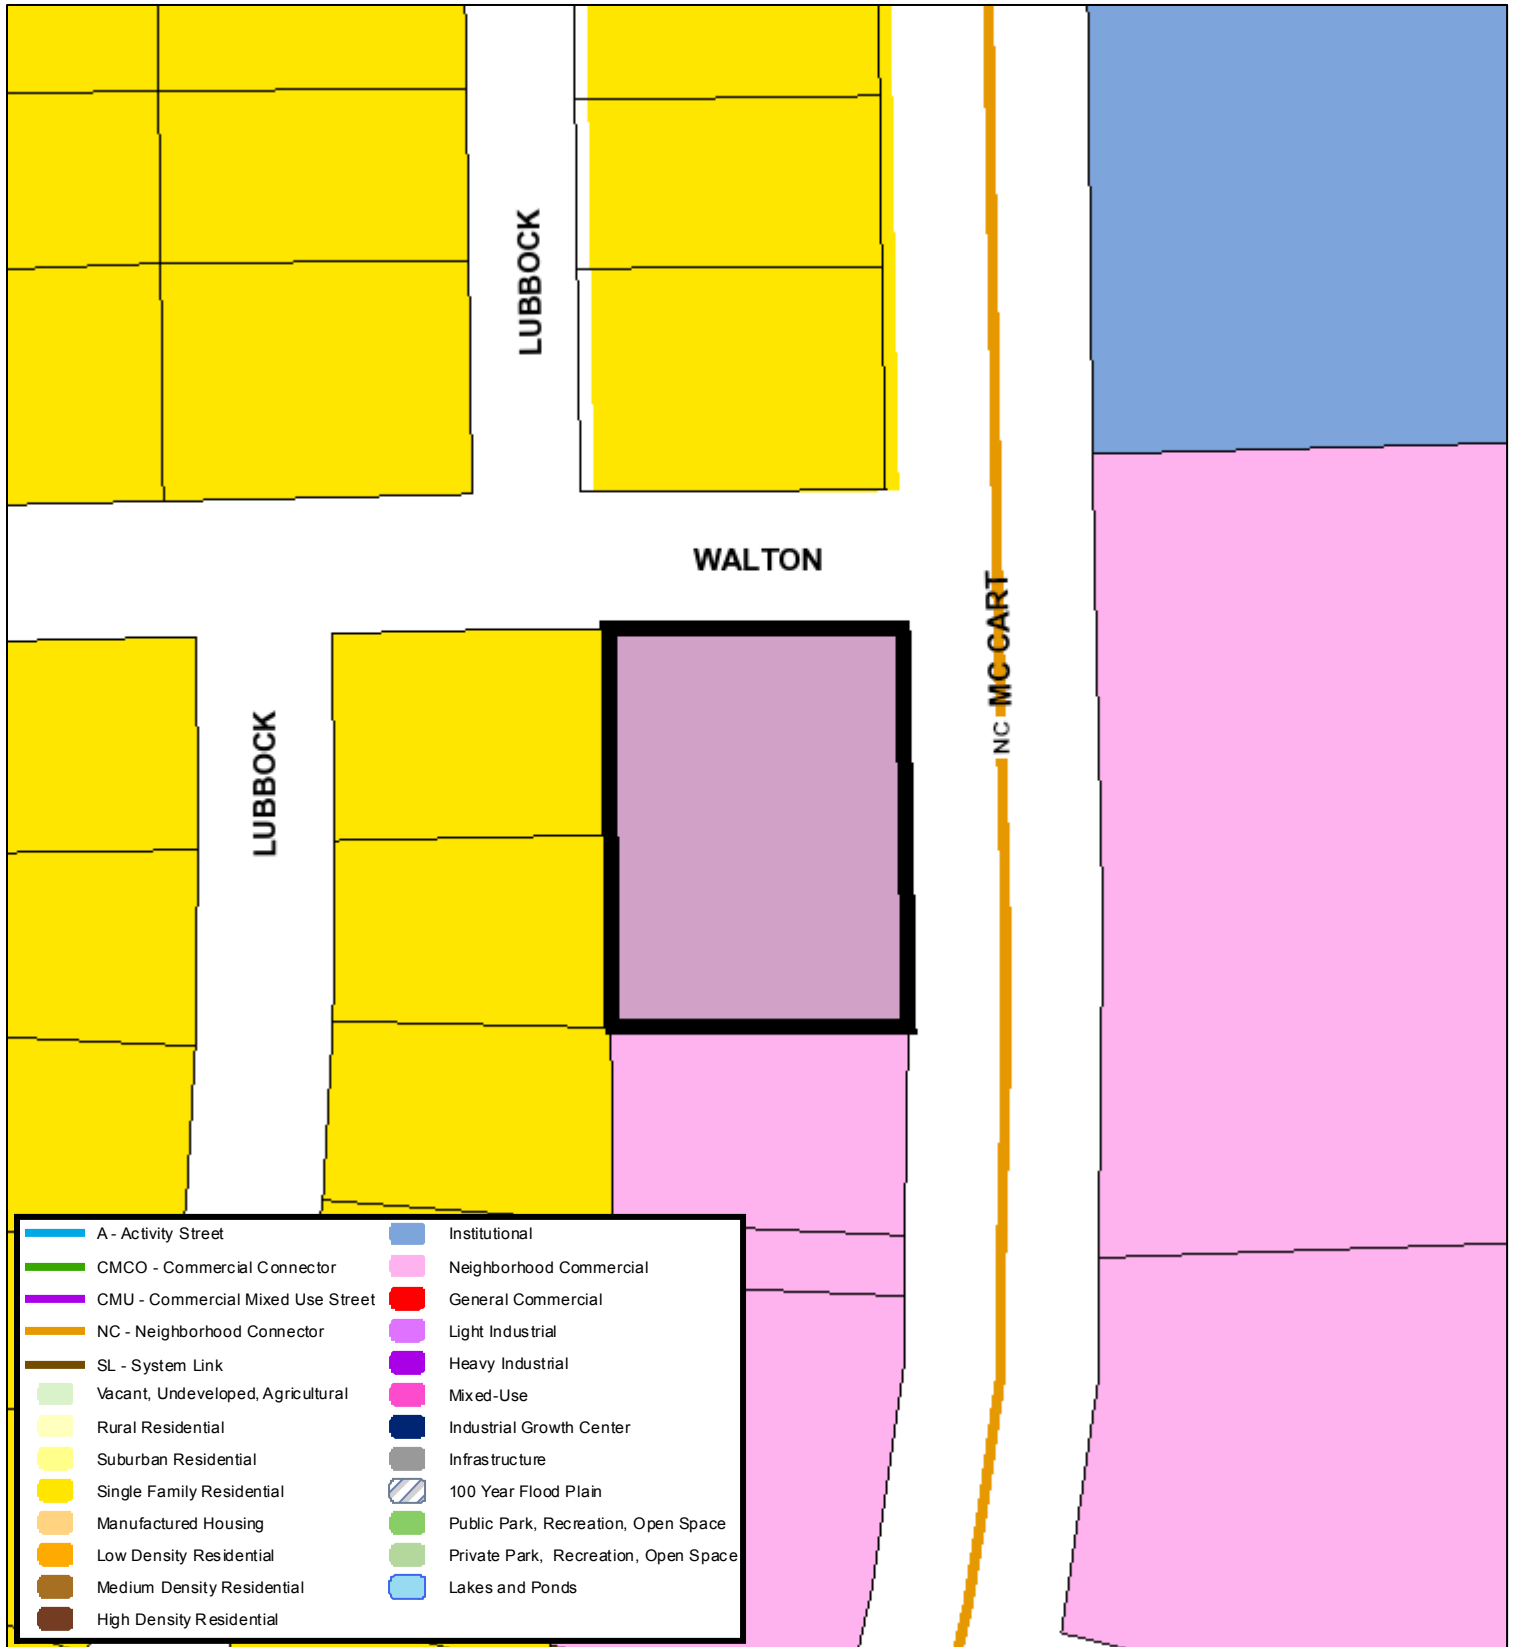 LUBBOCK
WALTON
MCCART
NC
LUBBOCK
A - Activity Street
CMCO - Commercial Connector
CMU - Commercial Mixed Use Street
NC - Neighborhood Connector
SL - System Link
Vacant, Undeveloped, Agricultural
Rural Residential
Suburban Residential
Single Family Residential
Manufactured Housing
Low Density Residential
Medium Density Residential
High Density Residential
Institutional
Neighborhood Commercial
General Commercial
Light Industrial
Heavy Industrial
Mixed-Use
Industrial Growth Center
Infrastructure
100 Year Flood Plain
Public Park, Recreation, Open Space
Private Park, Recreation, Open Space
Lakes and Ponds